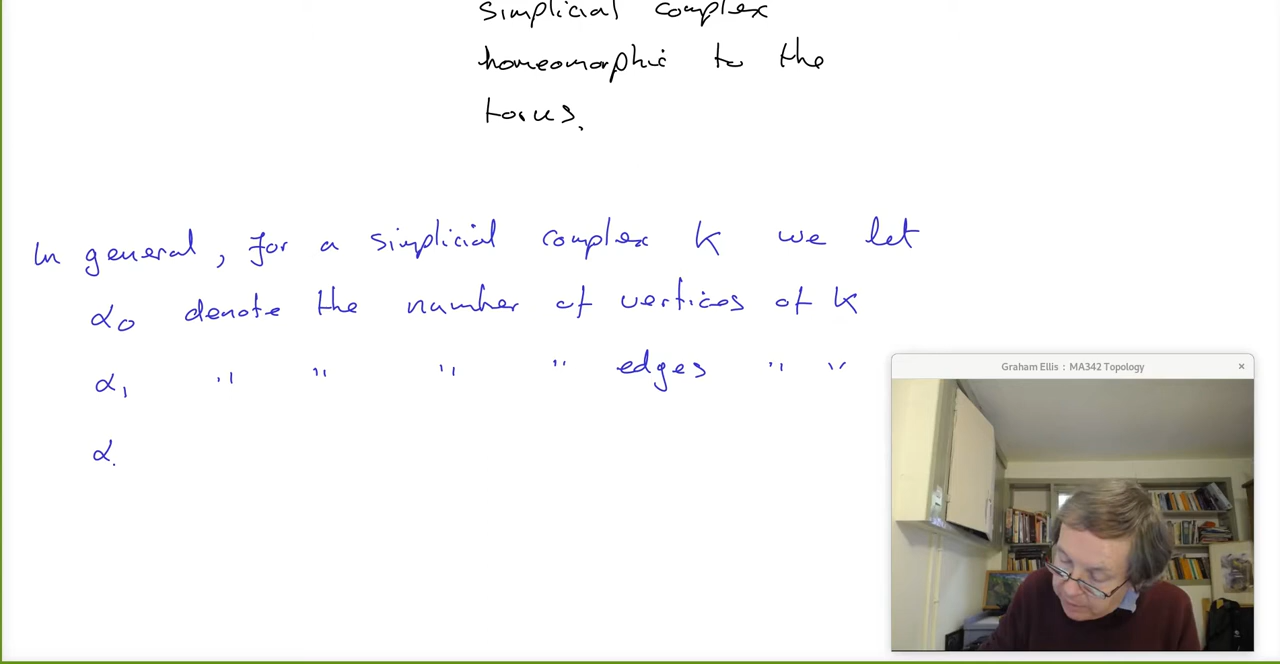 simplicial complex
homeomorphic to the
torus.
In general, for a simplicial complex K we let
α₀ denote the number of vertices of K
α₁ " " " " edges " "
α
Graham Ellis : MA342 Topology ×